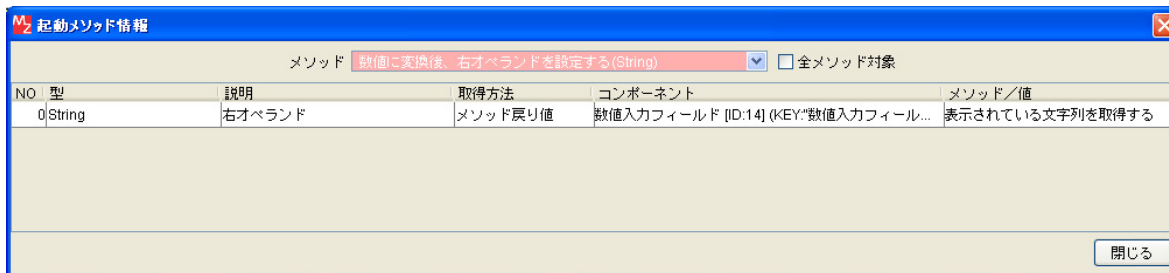 MZ 起動メソッド情報
メソッド 数値に変換後、右オペランドを設定する(String) 全メソッド対象
NO 型 説明 取得方法 コンポーネント メソッド／値
0 String 右オペランド メソッド戻り値 数値入力フィールド [ID:14] (KEY:"数値入力フィール... 表示されている文字列を取得する
閉じる